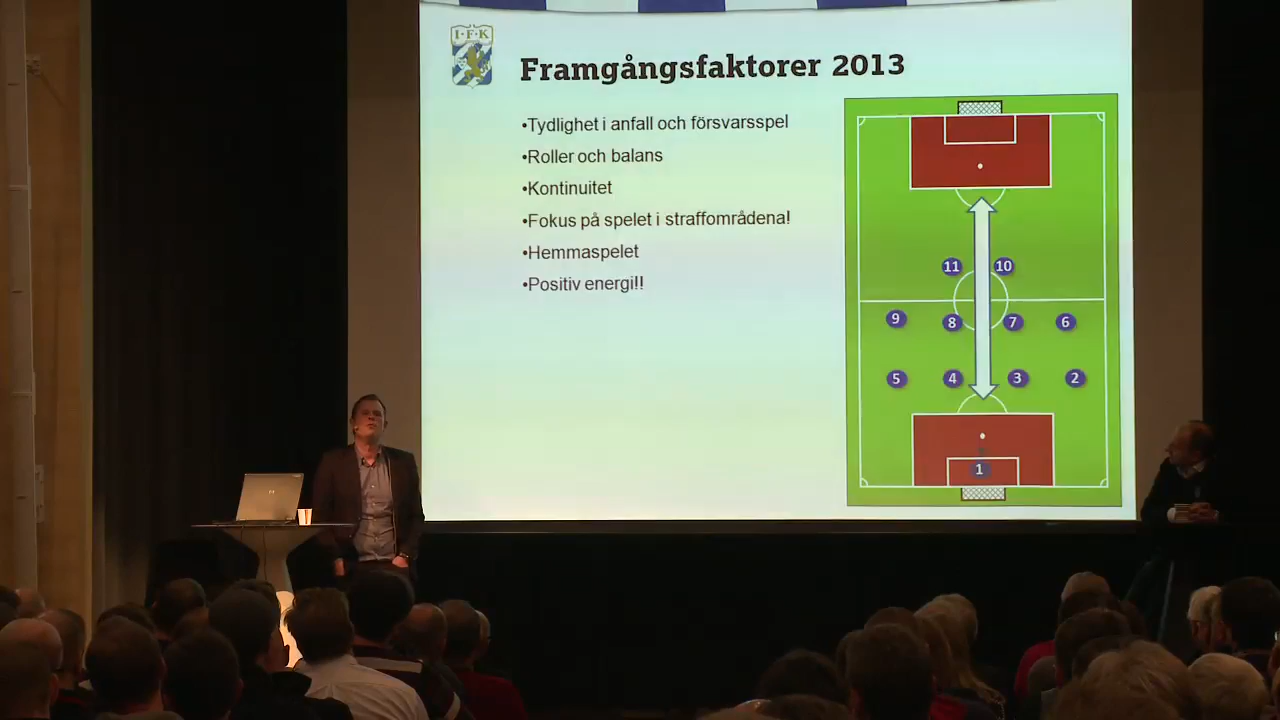 I·F·K
Framgångsfaktorer 2013
•Tydlighet i anfall och försvarsspel
•Roller och balans
•Kontinuitet
•Fokus på spelet i straffområdena!
•Hemmaspelet
•Positiv energi!!
11 10
9 8 7 6
5 4 3 2
1